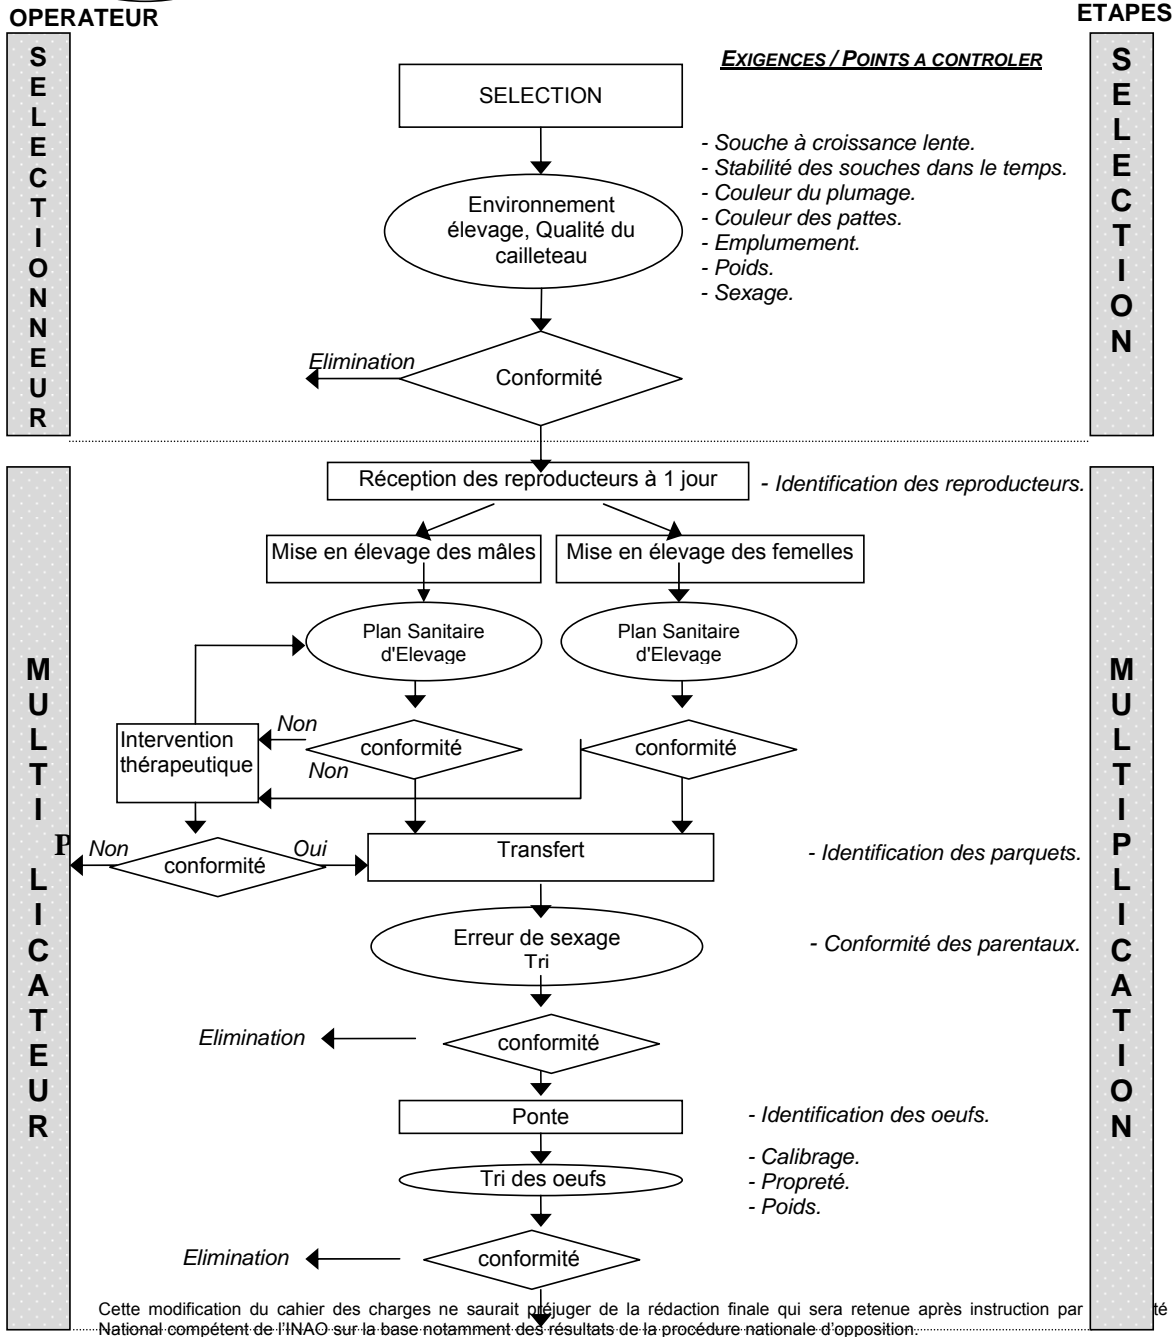 OPERATEUR
ETAPES
SELECTIONNEUR
SELECTION
EXIGENCES / POINTS A CONTROLER
SELECTION
- Souche à croissance lente.
- Stabilité des souches dans le temps.
- Couleur du plumage.
- Couleur des pattes.
- Emplumement.
- Poids.
- Sexage.
Environnement
élevage, Qualité du
cailleteau
Elimination
Conformité
MULTIPLICATEUR
MULTIPLICATION
Réception des reproducteurs à 1 jour
- Identification des reproducteurs.
Mise en élevage des mâles
Mise en élevage des femelles
Plan Sanitaire
d'Elevage
Plan Sanitaire
d'Elevage
Non
Intervention
thérapeutique
conformité
conformité
Non
Non
conformité
Oui
Transfert
- Identification des parquets.
Erreur de sexage
Tri
- Conformité des parentaux.
Elimination
conformité
Ponte
- Identification des oeufs.
Tri des oeufs
- Calibrage.
- Propreté.
- Poids.
Elimination
conformité
Cette modification du cahier des charges ne saurait préjuger de la rédaction finale qui sera retenue après instruction par té
National compétent de l'INAO sur la base notamment des résultats de la procédure nationale d'opposition.